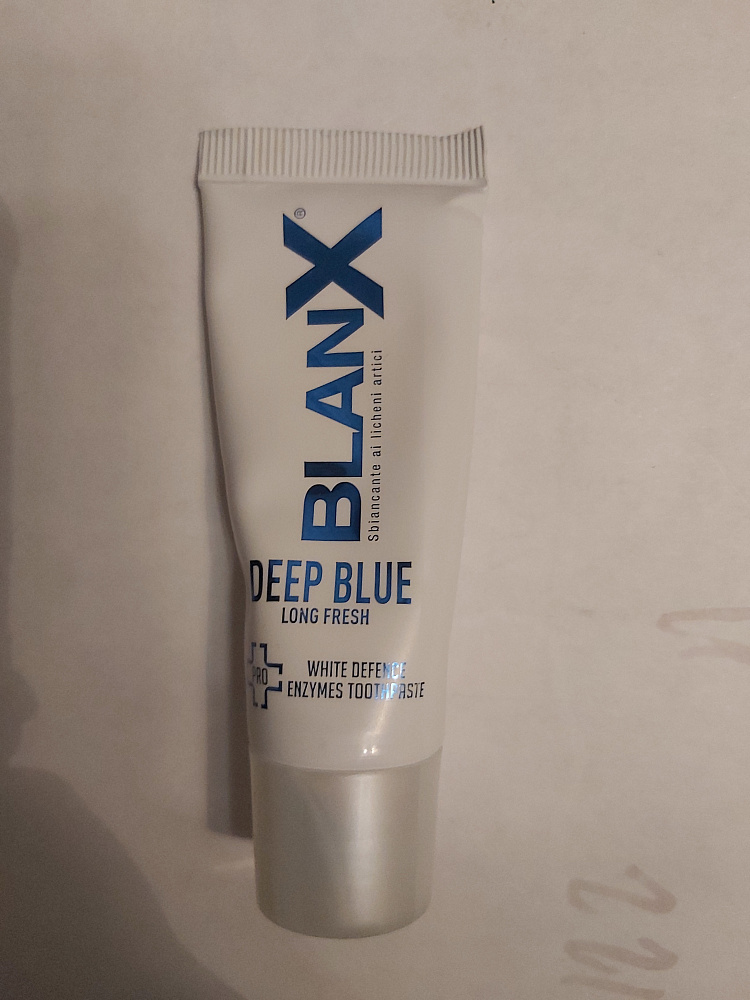 BLANX®
Sbiancante ai licheni artici
DEEP BLUE
LONG FRESH
PRO
WHITE DEFENCE
ENZYMES TOOTHPASTE